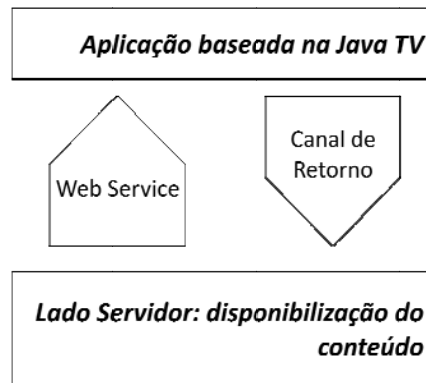 Aplicação baseada na Java TV
Web Service
Canal de
Retorno
Lado Servidor: disponibilização do
conteúdo